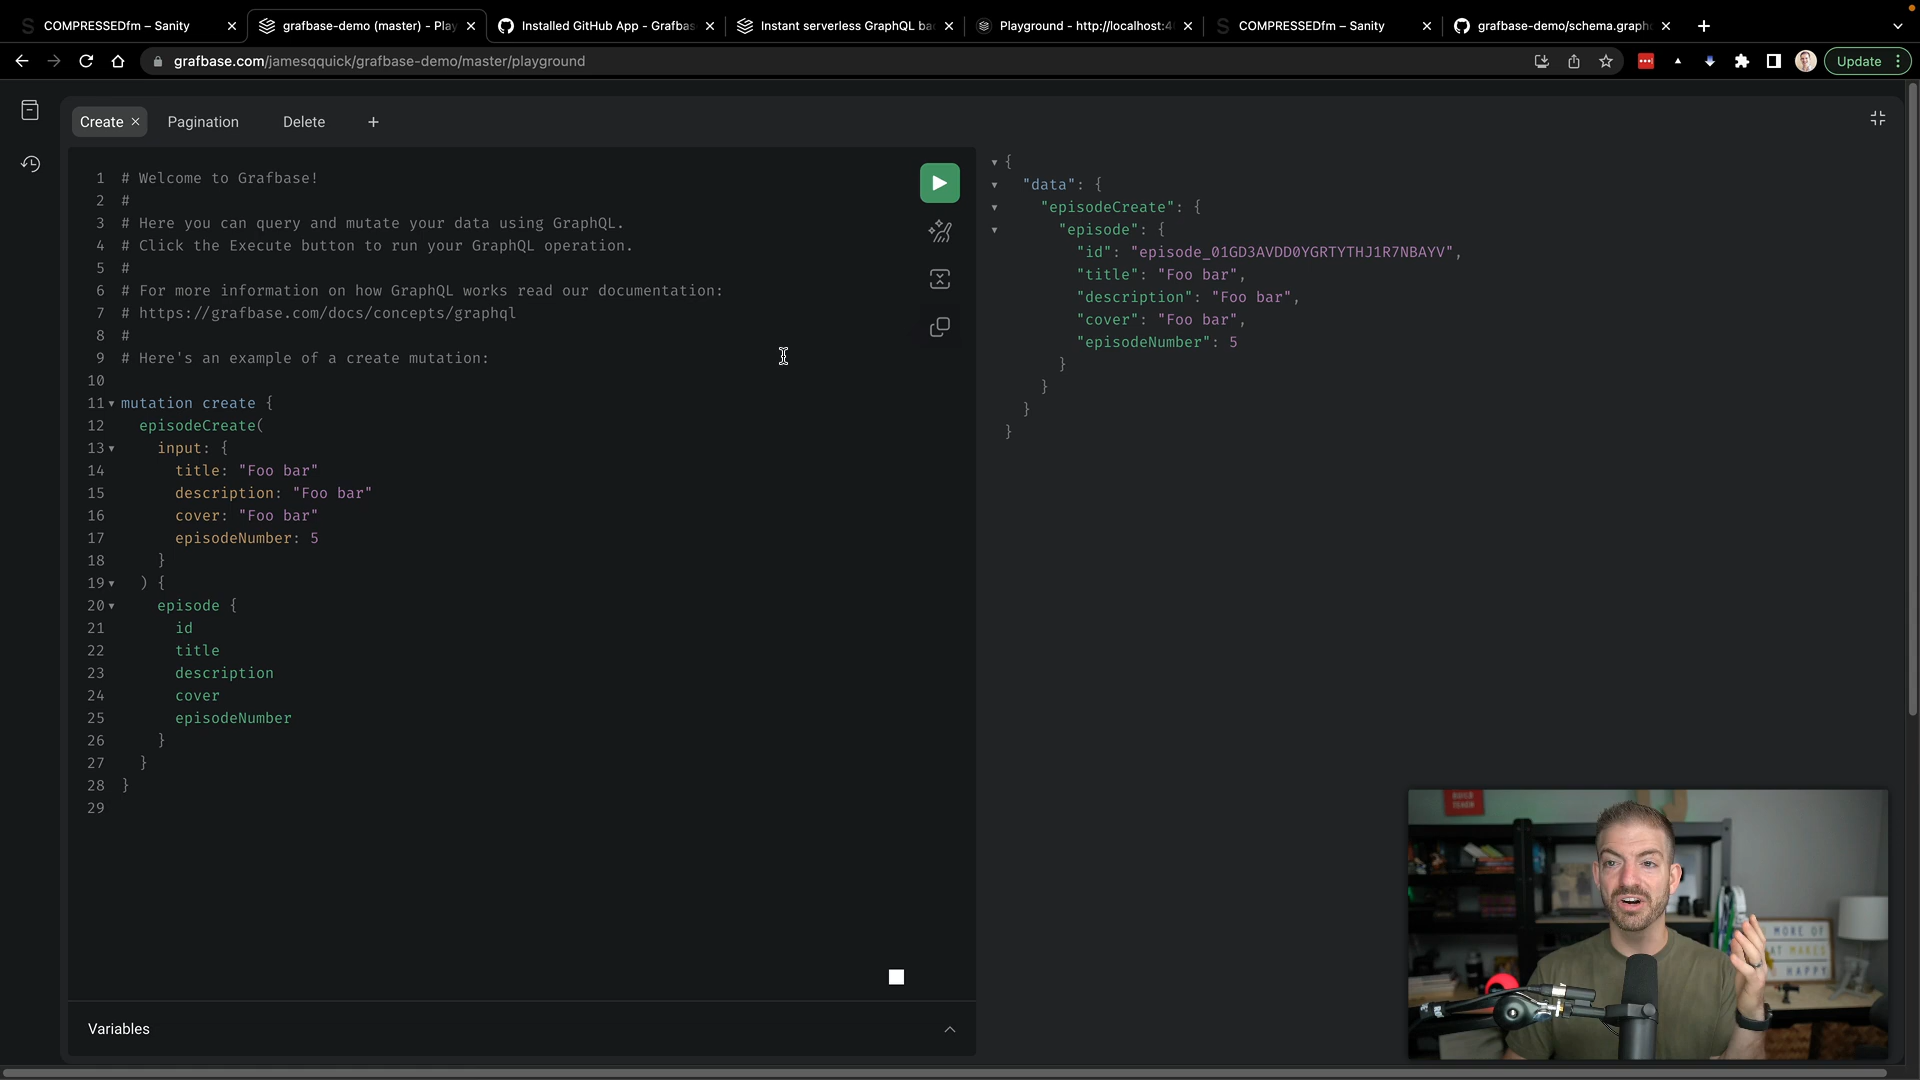 COMPRESSEDfm – Sanity
grafbase-demo (master) - Play
Installed GitHub App - Grafbas
Instant serverless GraphQL ba
Playground - http://localhost:4
COMPRESSEDfm – Sanity
grafbase-demo/schema.graph
grafbase.com/jamesqquick/grafbase-demo/master/playground
Update
Create
Pagination
Delete
1 # Welcome to Grafbase!
2 #
3 # Here you can query and mutate your data using GraphQL.
4 # Click the Execute button to run your GraphQL operation.
5 #
6 # For more information on how GraphQL works read our documentation:
7 # https://grafbase.com/docs/concepts/graphql
8 #
9 # Here's an example of a create mutation:
10
11 mutation create {
12 episodeCreate(
13 input: {
14 title: "Foo bar"
15 description: "Foo bar"
16 cover: "Foo bar"
17 episodeNumber: 5
18 }
19 ) {
20 episode {
21 id
22 title
23 description
24 cover
25 episodeNumber
26 }
27 }
28 }
29
Variables
{
"data": {
"episodeCreate": {
"episode": {
"id": "episode_01GD3AVDD0YGRTYTHJ1R7NBAYV",
"title": "Foo bar",
"description": "Foo bar",
"cover": "Foo bar",
"episodeNumber": 5
}
}
}
}
BUILD
TEACH
MORE OF
AT MAKES
HAPPY